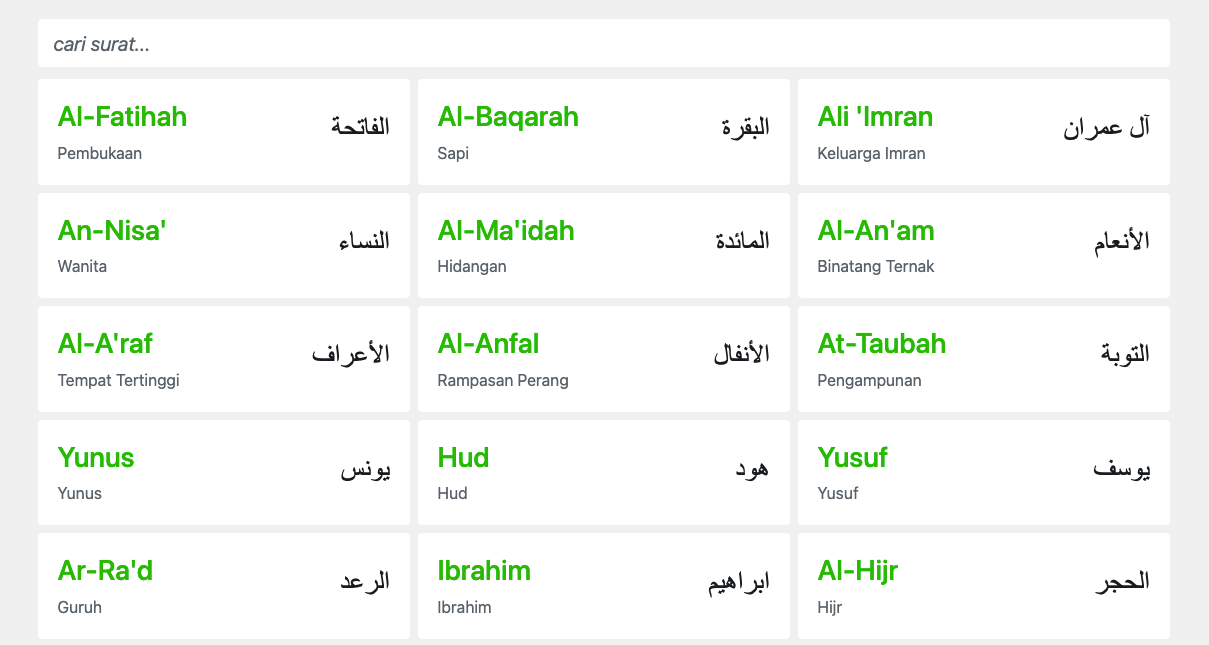 cari surat...
Al-Fatihah
الفاتحة
Pembukaan
Al-Baqarah
البقرة
Sapi
Ali 'Imran
آل عمران
Keluarga Imran
An-Nisa'
النساء
Wanita
Al-Ma'idah
المائدة
Hidangan
Al-An'am
الأنعام
Binatang Ternak
Al-A'raf
الأعراف
Tempat Tertinggi
Al-Anfal
الأنفال
Rampasan Perang
At-Taubah
التوبة
Pengampunan
Yunus
يونس
Yunus
Hud
هود
Hud
Yusuf
يوسف
Yusuf
Ar-Ra'd
الرعد
Guruh
Ibrahim
ابراهيم
Ibrahim
Al-Hijr
الحجر
Hijr